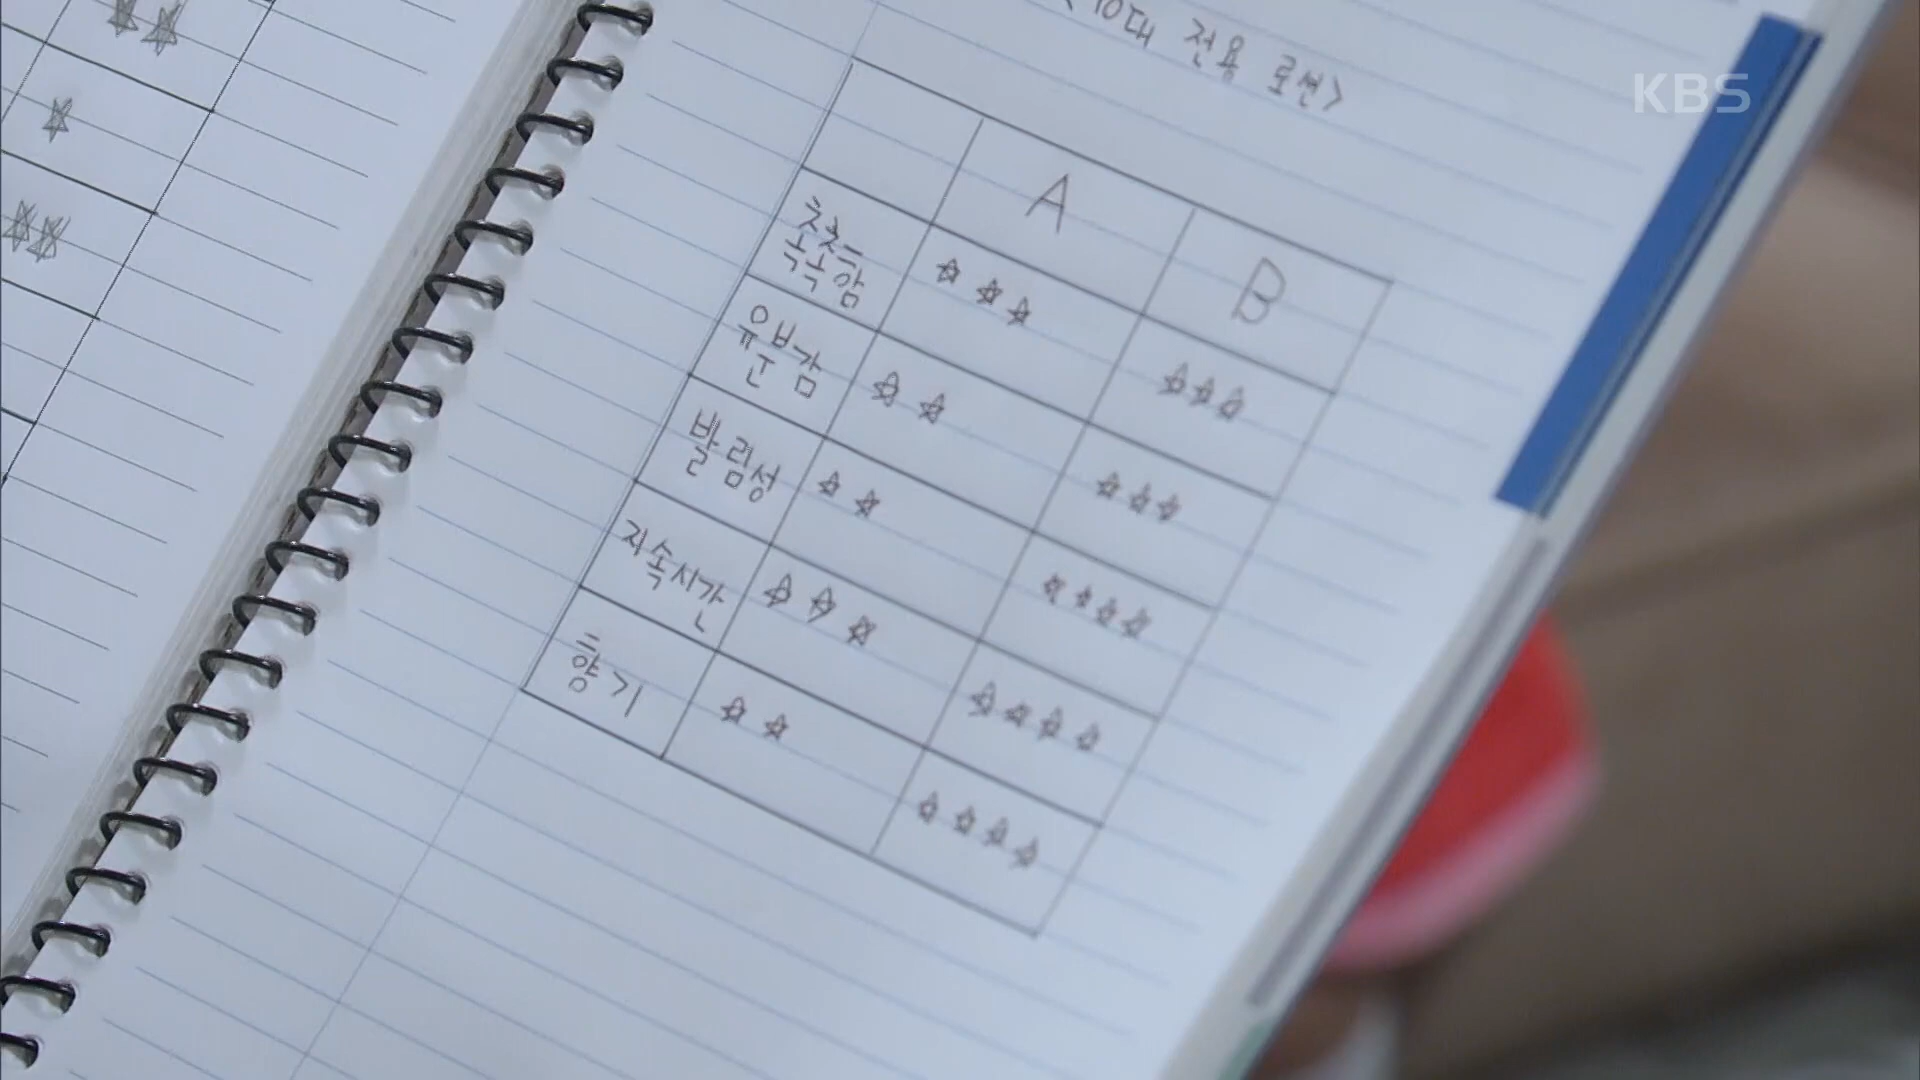 10대 전용 로션>
KBS
A B
촉촉함 ☆☆☆ ☆☆☆
유분감 ☆☆ ☆☆☆
발림성 ☆☆ ☆☆☆☆
지속시간 ☆☆☆ ☆☆☆☆
향기 ☆☆ ☆☆☆☆